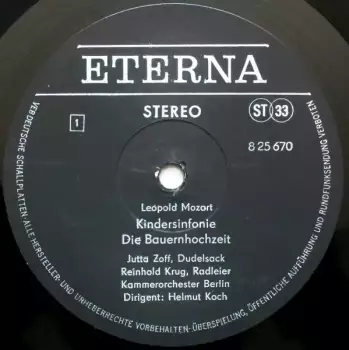 ETERNA
STEREO
ST 33
1
8 25 670
Leopold Mozart
Kindersinfonie
Die Bauernhochzeit
Jutta Zoff, Dudelsack
Reinhold Krug, Radleier
Kammerorchester Berlin
Dirigent: Helmut Koch
VEB DEUTSCHE SCHALLPLATTEN · ALLE HERSTELLER- UND UNHEBERRECHTE VORBEHALTEN · ÜBERSPIELUNG, ÖFFENTLICHE AUFFÜHRUNG UND RUNDFUNKSENDUNG VERBOTEN